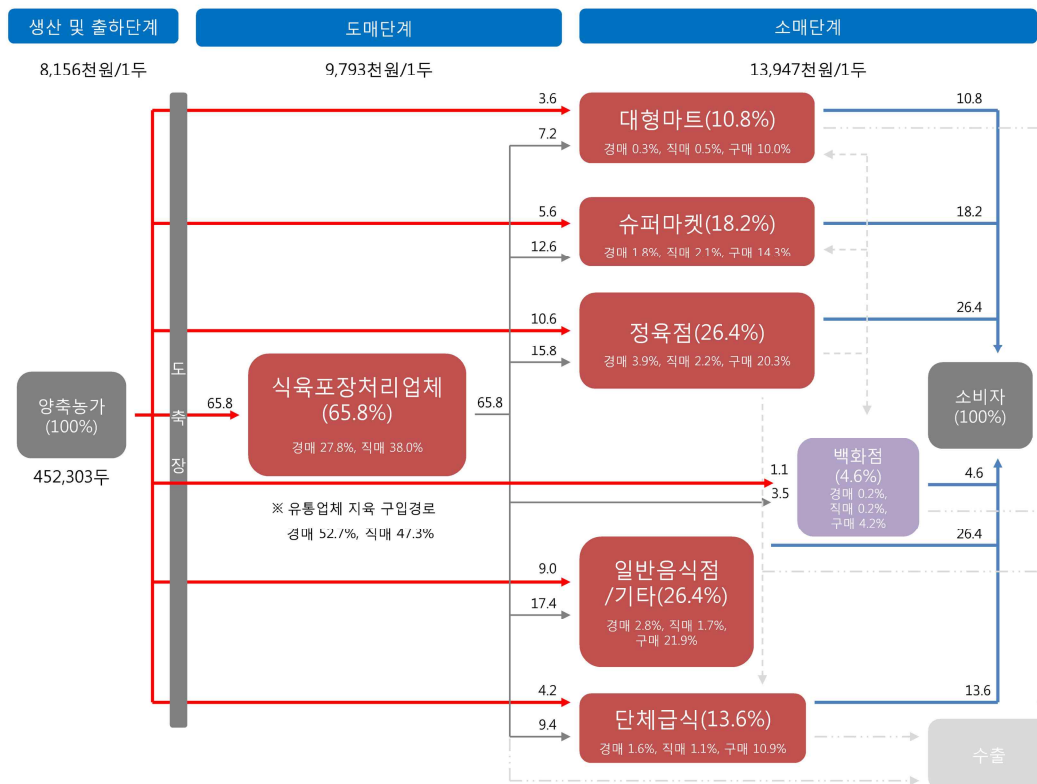 생산 및 출하단계
도매단계
소매단계
8,156천원/1두
9,793천원/1두
13,947천원/1두
3.6
7.2
대형마트(10.8%)
경매 0.3%, 직매 0.5%, 구매 10.0%
10.8
5.6
12.6
슈퍼마켓(18.2%)
경매 1.8%, 직매 2.1%, 구매 14.3%
18.2
10.6
15.8
정육점(26.4%)
경매 3.9%, 직매 2.2%, 구매 20.3%
26.4
도
축
장
양축농가
(100%)
452,303두
65.8
식육포장처리업체
(65.8%)
경매 27.8%, 직매 38.0%
65.8
소비자
(100%)
※ 유통업체 지육 구입경로
경매 52.7%, 직매 47.3%
1.1
3.5
백화점
(4.6%)
경매 0.2%,
직매 0.2%,
구매 4.2%
4.6
9.0
17.4
일반음식점
/기타(26.4%)
경매 2.8%, 직매 1.7%,
구매 21.9%
26.4
4.2
9.4
단체급식(13.6%)
경매 1.6%, 직매 1.1%, 구매 10.9%
13.6
수출